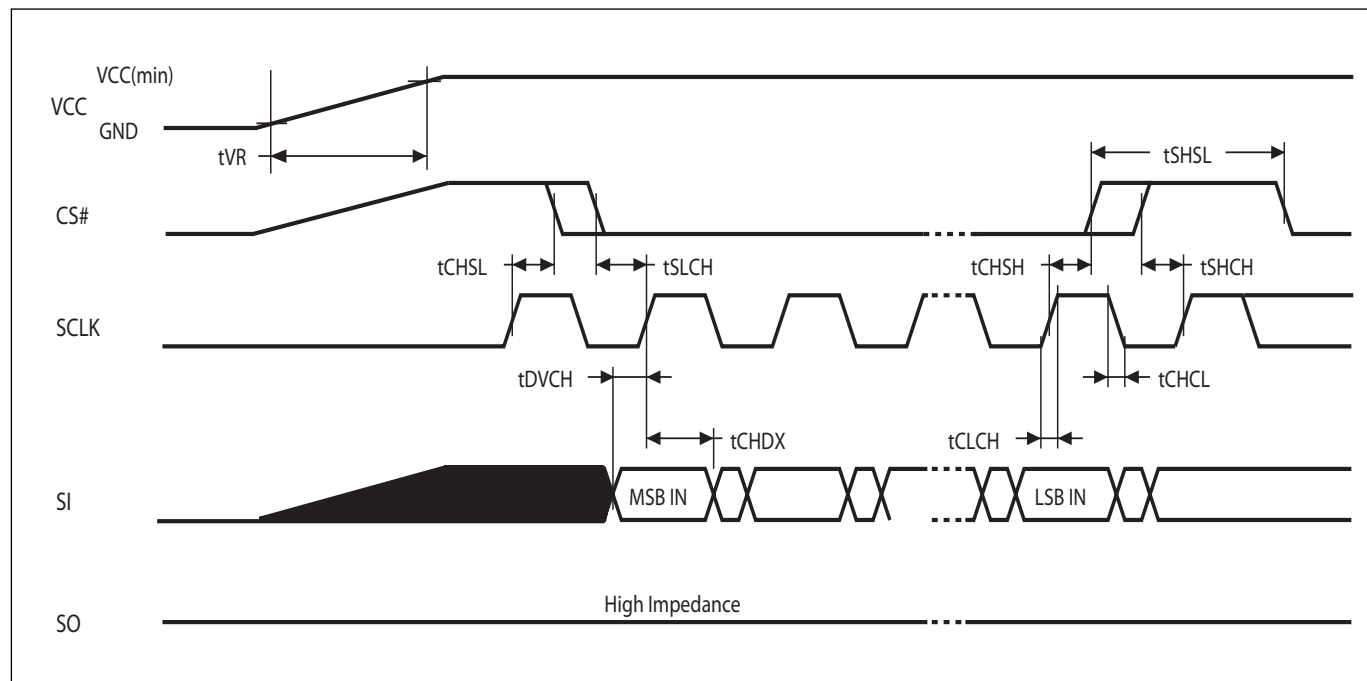 VCC(min)
VCC
GND
tVR
tSHSL
CS#
tCHSL
tSLCH
tCHSH
tSHCH
SCLK
tDVCH
tCHCL
tCHDX
tCLCH
SI
MSB IN
LSB IN
High Impedance
SO